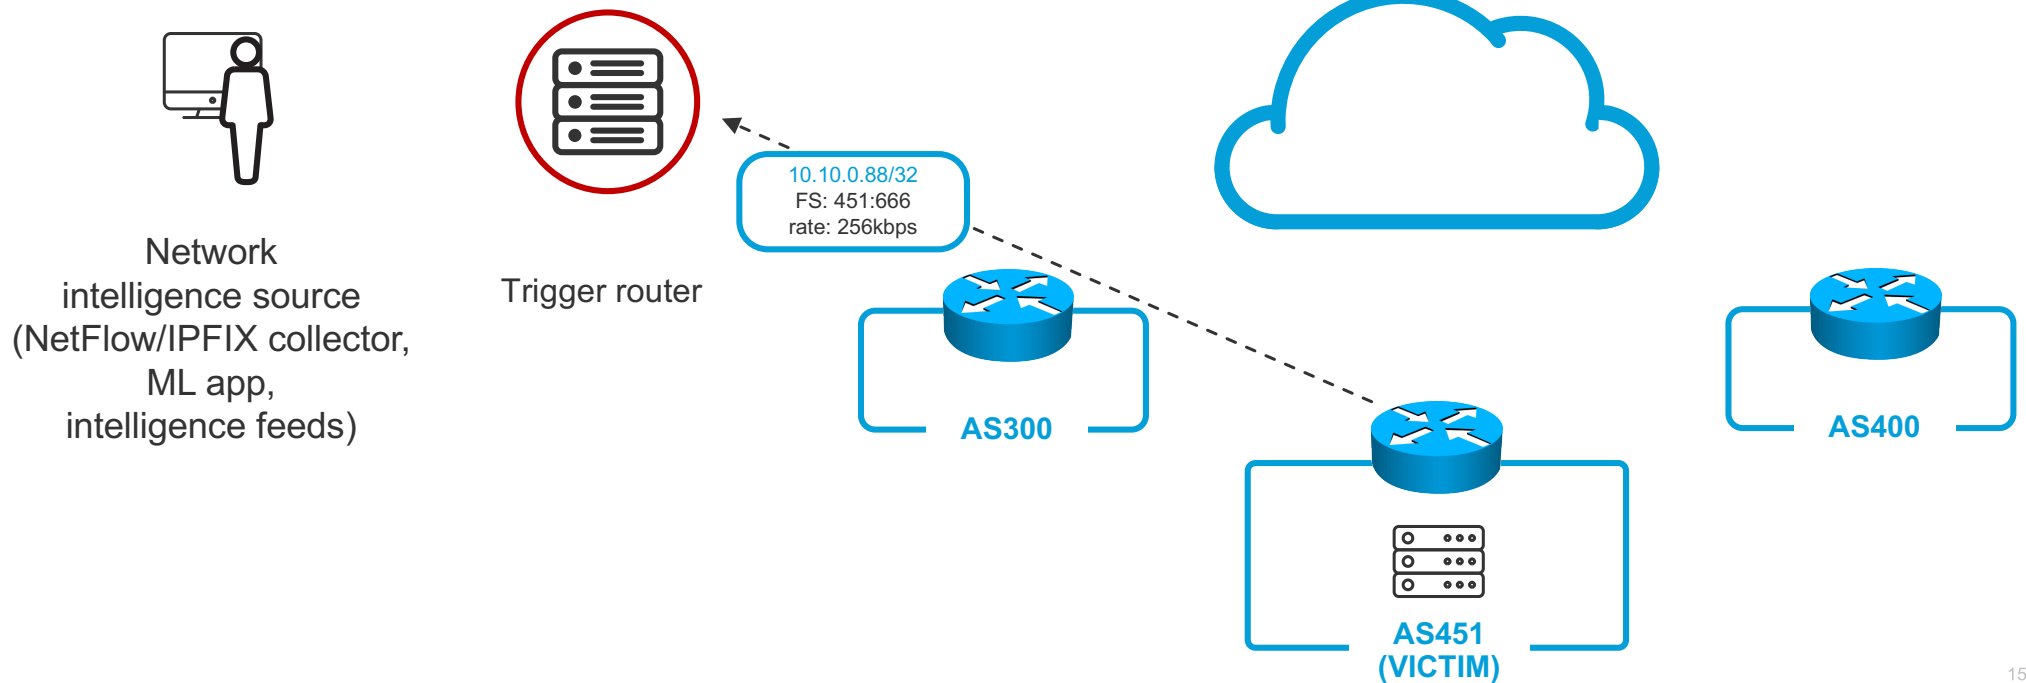 10.10.0.88/32
FS: 451:666
rate: 256kbps
Network
intelligence source
(NetFlow/IPFIX collector,
ML app,
intelligence feeds)
Trigger router
AS300
AS400
AS451
(VICTIM)
15